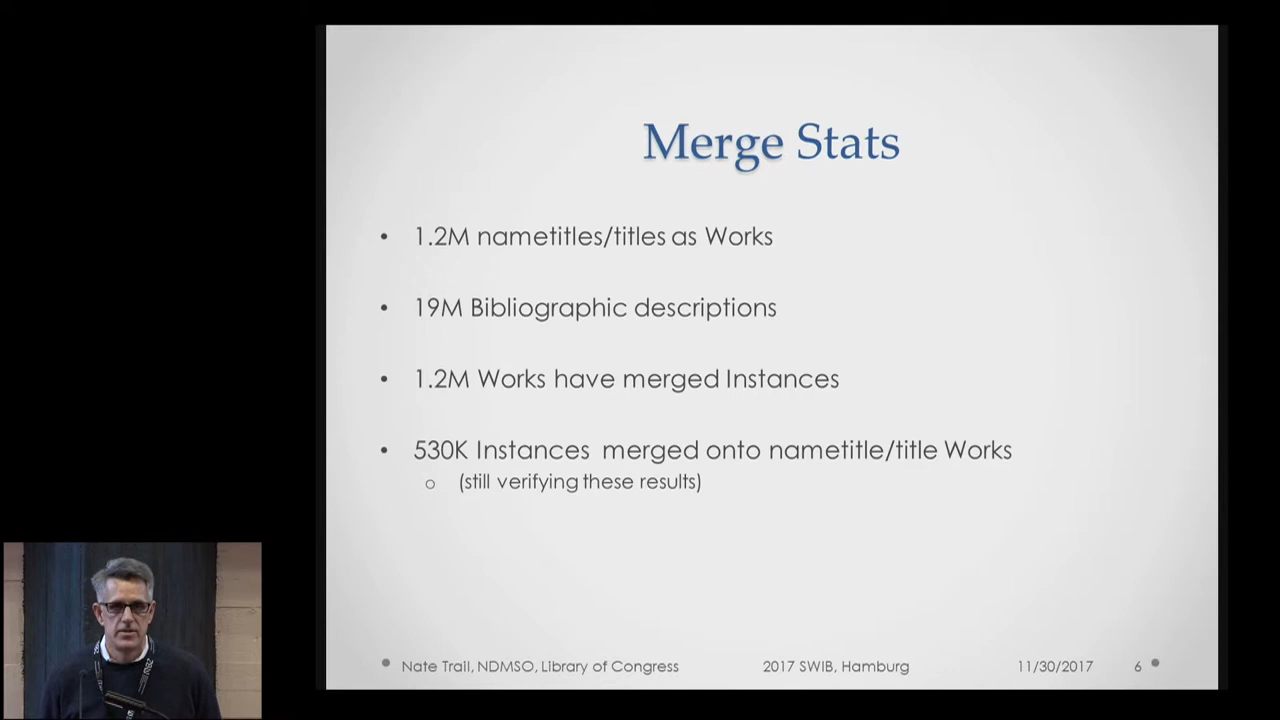 Merge Stats
• 1.2M nametitles/titles as Works
• 19M Bibliographic descriptions
• 1.2M Works have merged Instances
• 530K Instances merged onto nametitle/title Works
o (still verifying these results)
Nate Trail, NDMSO, Library of Congress 2017 SWIB, Hamburg 11/30/2017 6